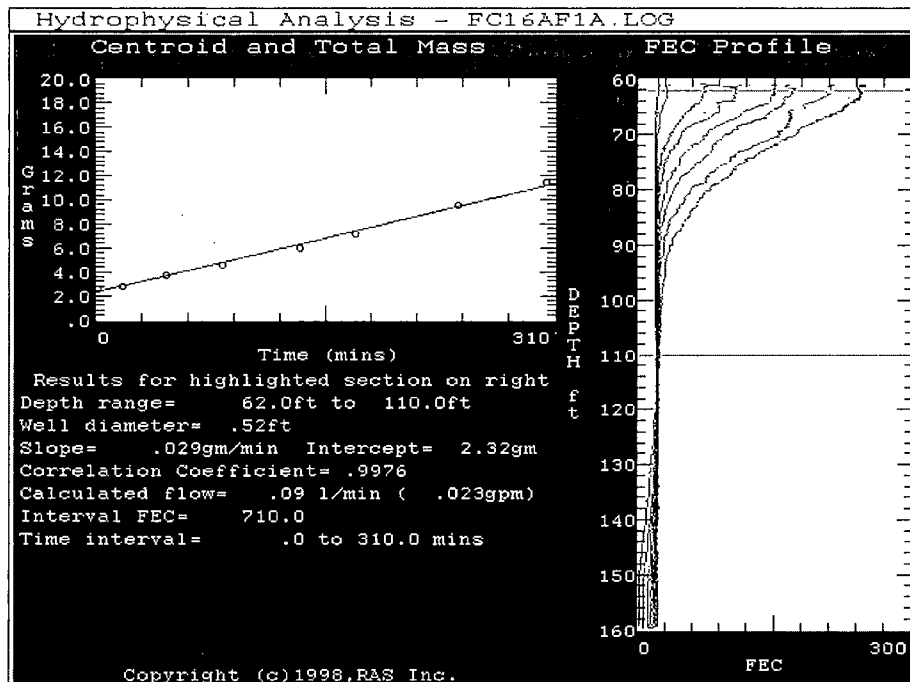 Hydrophysical Analysis - FC16AF1A.LOG
Centroid and Total Mass
FEC Profile
20.0
18.0
16.0
14.0
12.0
10.0
8.0
6.0
4.0
2.0
.0
Grams
0
310
Time (mins)
Results for highlighted section on right
Depth range= 62.0ft to 110.0ft
Well diameter= .52ft
Slope= .029gm/min Intercept= 2.32gm
Correlation Coefficient= .9976
Calculated flow= .09 l/min ( .023gpm)
Interval FEC= 710.0
Time interval= .0 to 310.0 mins
Copyright (c)1998,RAS Inc.
DEPTH ft
60
70
80
90
100
110
120
130
140
150
160
0
300
FEC